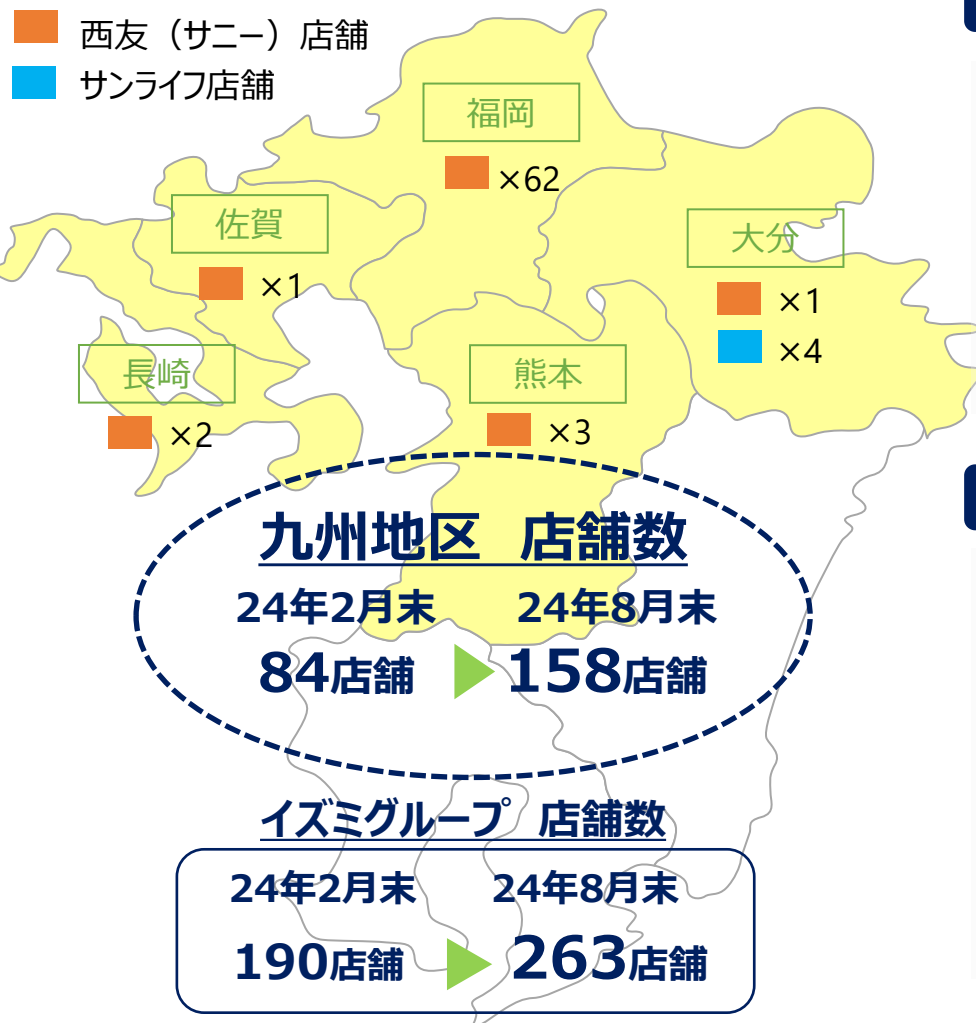 西友（サニー）店舗
サンライフ店舗
福岡
×62
佐賀
×1
大分
×1
×4
長崎
×2
熊本
×3
九州地区 店舗数
24年2月末 24年8月末
84店舗 158店舗
イズミグループ 店舗数
24年2月末 24年8月末
190店舗 263店舗